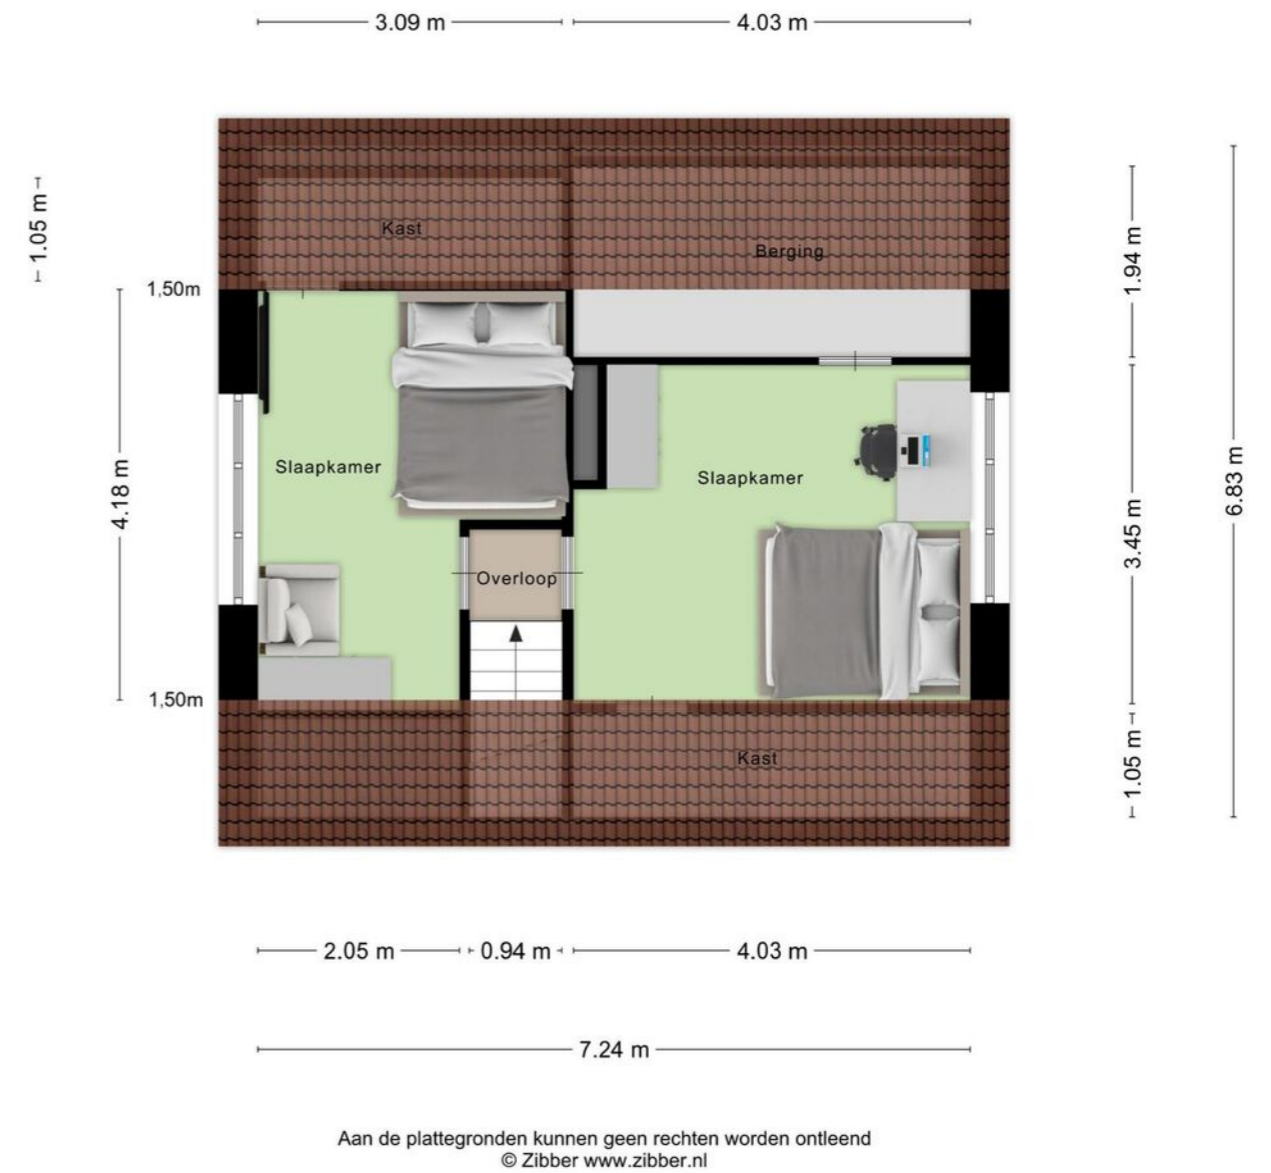 3.09 m
4.03 m
1.05 m
Kast
Berging
1.94 m
1,50m
Slaapkamer
Slaapkamer
4.18 m
6.83 m
3.45 m
Overloop
1,50m
Kast
1.05 m
2.05 m
0.94 m
4.03 m
7.24 m
Aan de plattegronden kunnen geen rechten worden ontleend
© Zibber www.zibber.nl